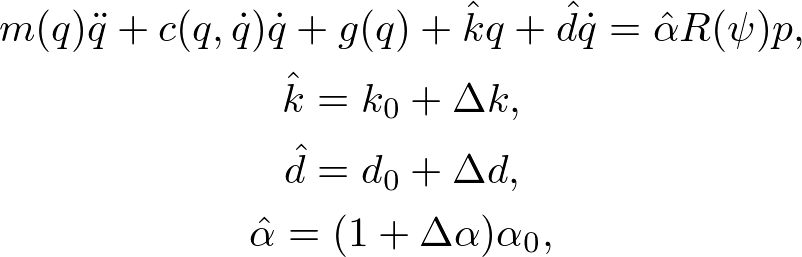 m(q)q̈ + c(q, q̇)q̇ + g(q) + k̂q + d̂q̇ = α̂R(ψ)p,
k̂ = k₀ + Δk,
d̂ = d₀ + Δd,
α̂ = (1 + Δα)α₀,